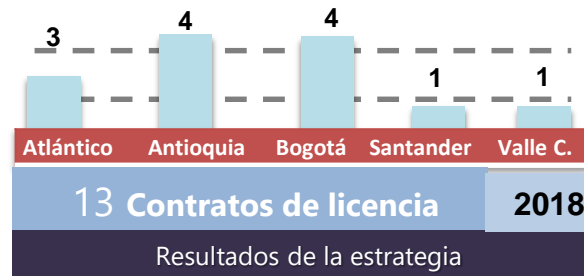 3 4 4 1 1
Atlántico Antioquia Bogotá Santander Valle C.
13 Contratos de licencia 2018
Resultados de la estrategia